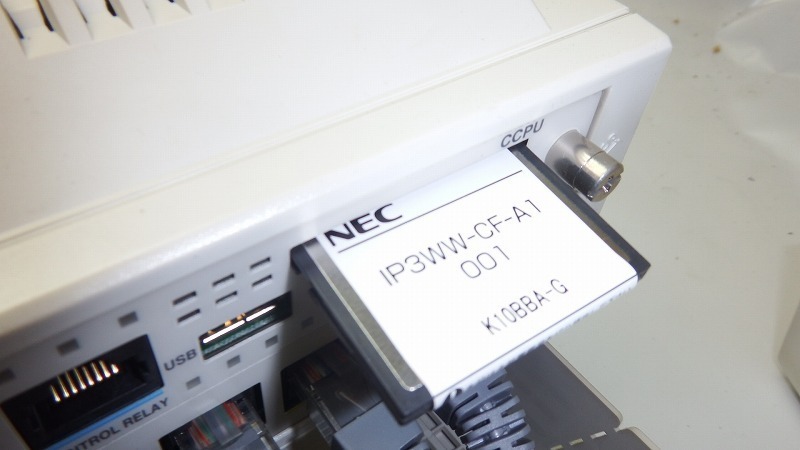 CCPU
NEC
IP3WW-CF-A1
001
K10BBA-G
USB
CONTROL RELAY